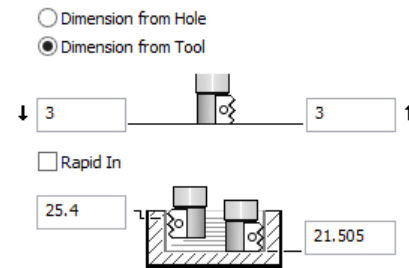 Dimension from Hole
Dimension from Tool
3 3
Rapid In
25.4
21.505